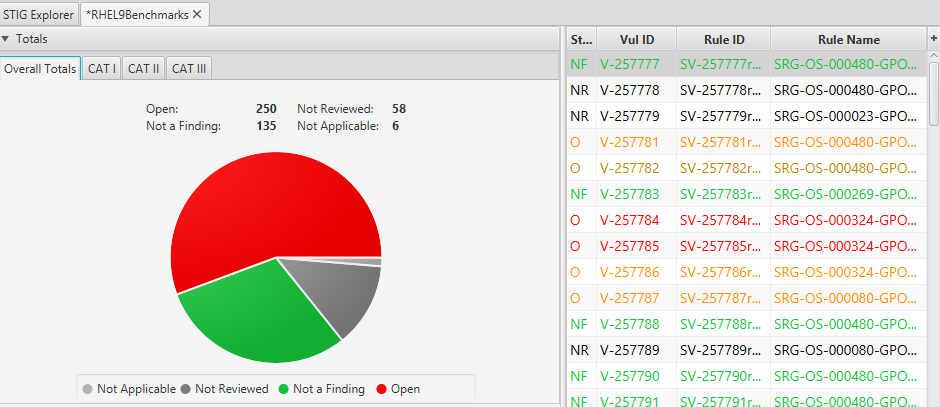 STIG Explorer *RHEL9Benchmarks
Totals
Overall Totals CAT I CAT II CAT III
Open: 250 Not Reviewed: 58
Not a Finding: 135 Not Applicable: 6
Not Applicable Not Reviewed Not a Finding Open
St... Vul ID Rule ID Rule Name +
NF V-257777 SV-257777r... SRG-OS-000480-GPO...
NR V-257778 SV-257778r... SRG-OS-000480-GPO...
NR V-257779 SV-257779r... SRG-OS-000023-GPO...
O V-257781 SV-257781r... SRG-OS-000480-GPO...
O V-257782 SV-257782r... SRG-OS-000480-GPO...
NF V-257783 SV-257783r... SRG-OS-000269-GPO...
O V-257784 SV-257784r... SRG-OS-000324-GPO...
O V-257785 SV-257785r... SRG-OS-000324-GPO...
O V-257786 SV-257786r... SRG-OS-000324-GPO...
O V-257787 SV-257787r... SRG-OS-000080-GPO...
NF V-257788 SV-257788r... SRG-OS-000480-GPO...
NR V-257789 SV-257789r... SRG-OS-000080-GPO...
NF V-257790 SV-257790r... SRG-OS-000480-GPO...
NF V-257791 SV-257791r... SRG-OS-000480-GPO...